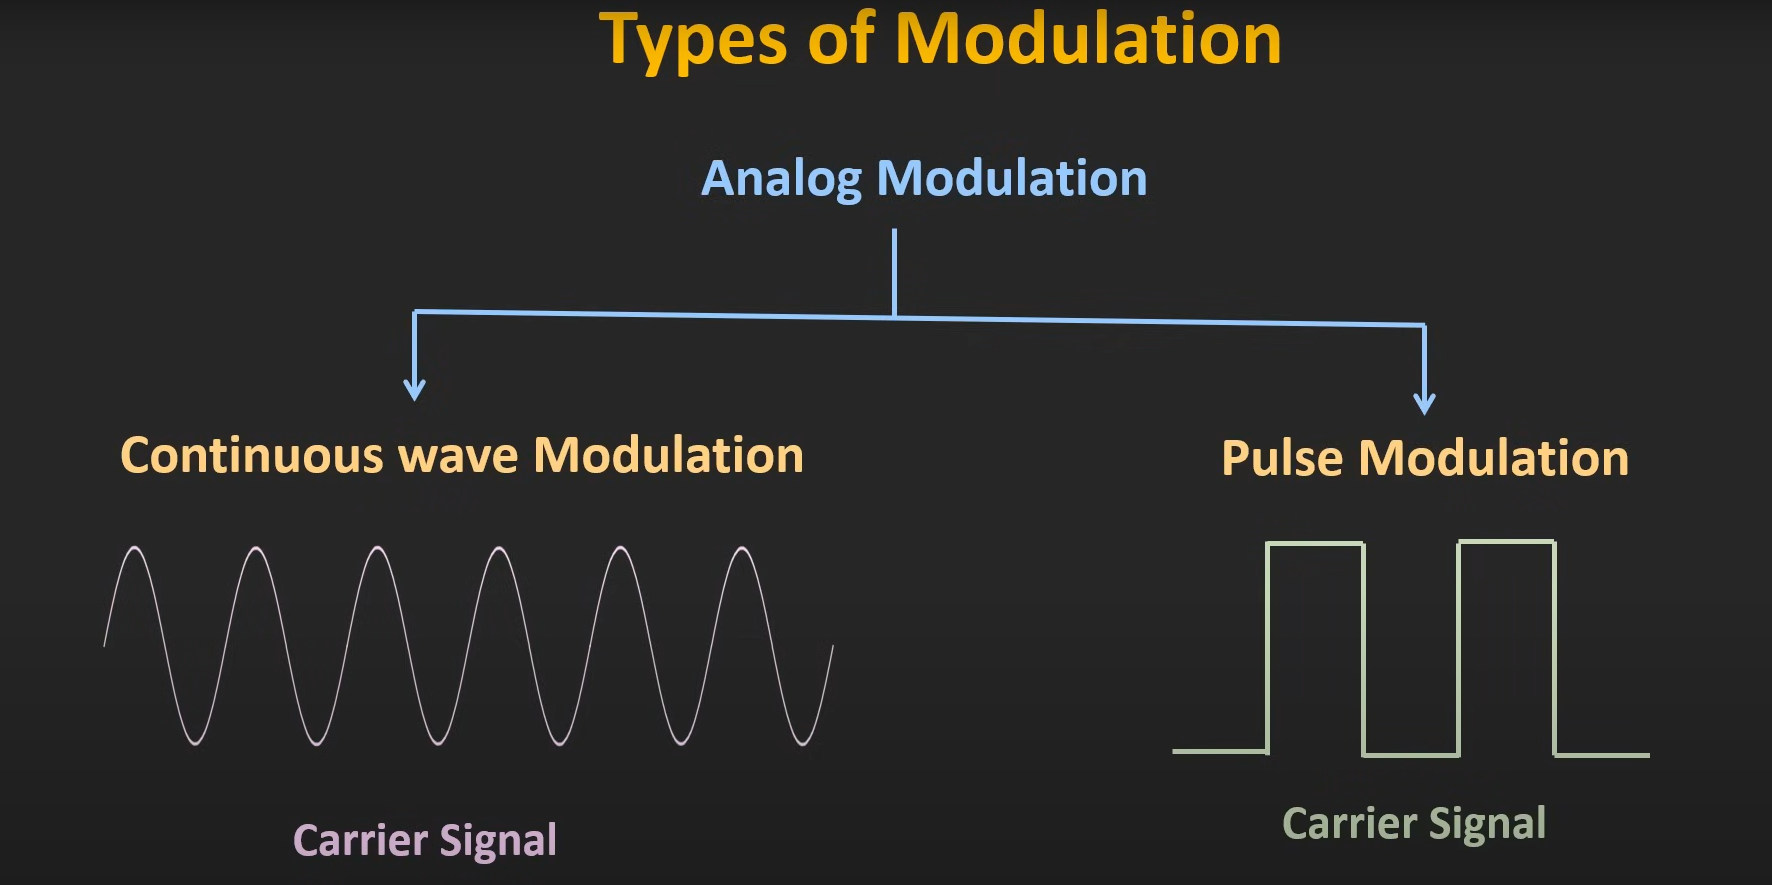 Types of Modulation
Analog Modulation
Continuous wave Modulation
Pulse Modulation
Carrier Signal
Carrier Signal